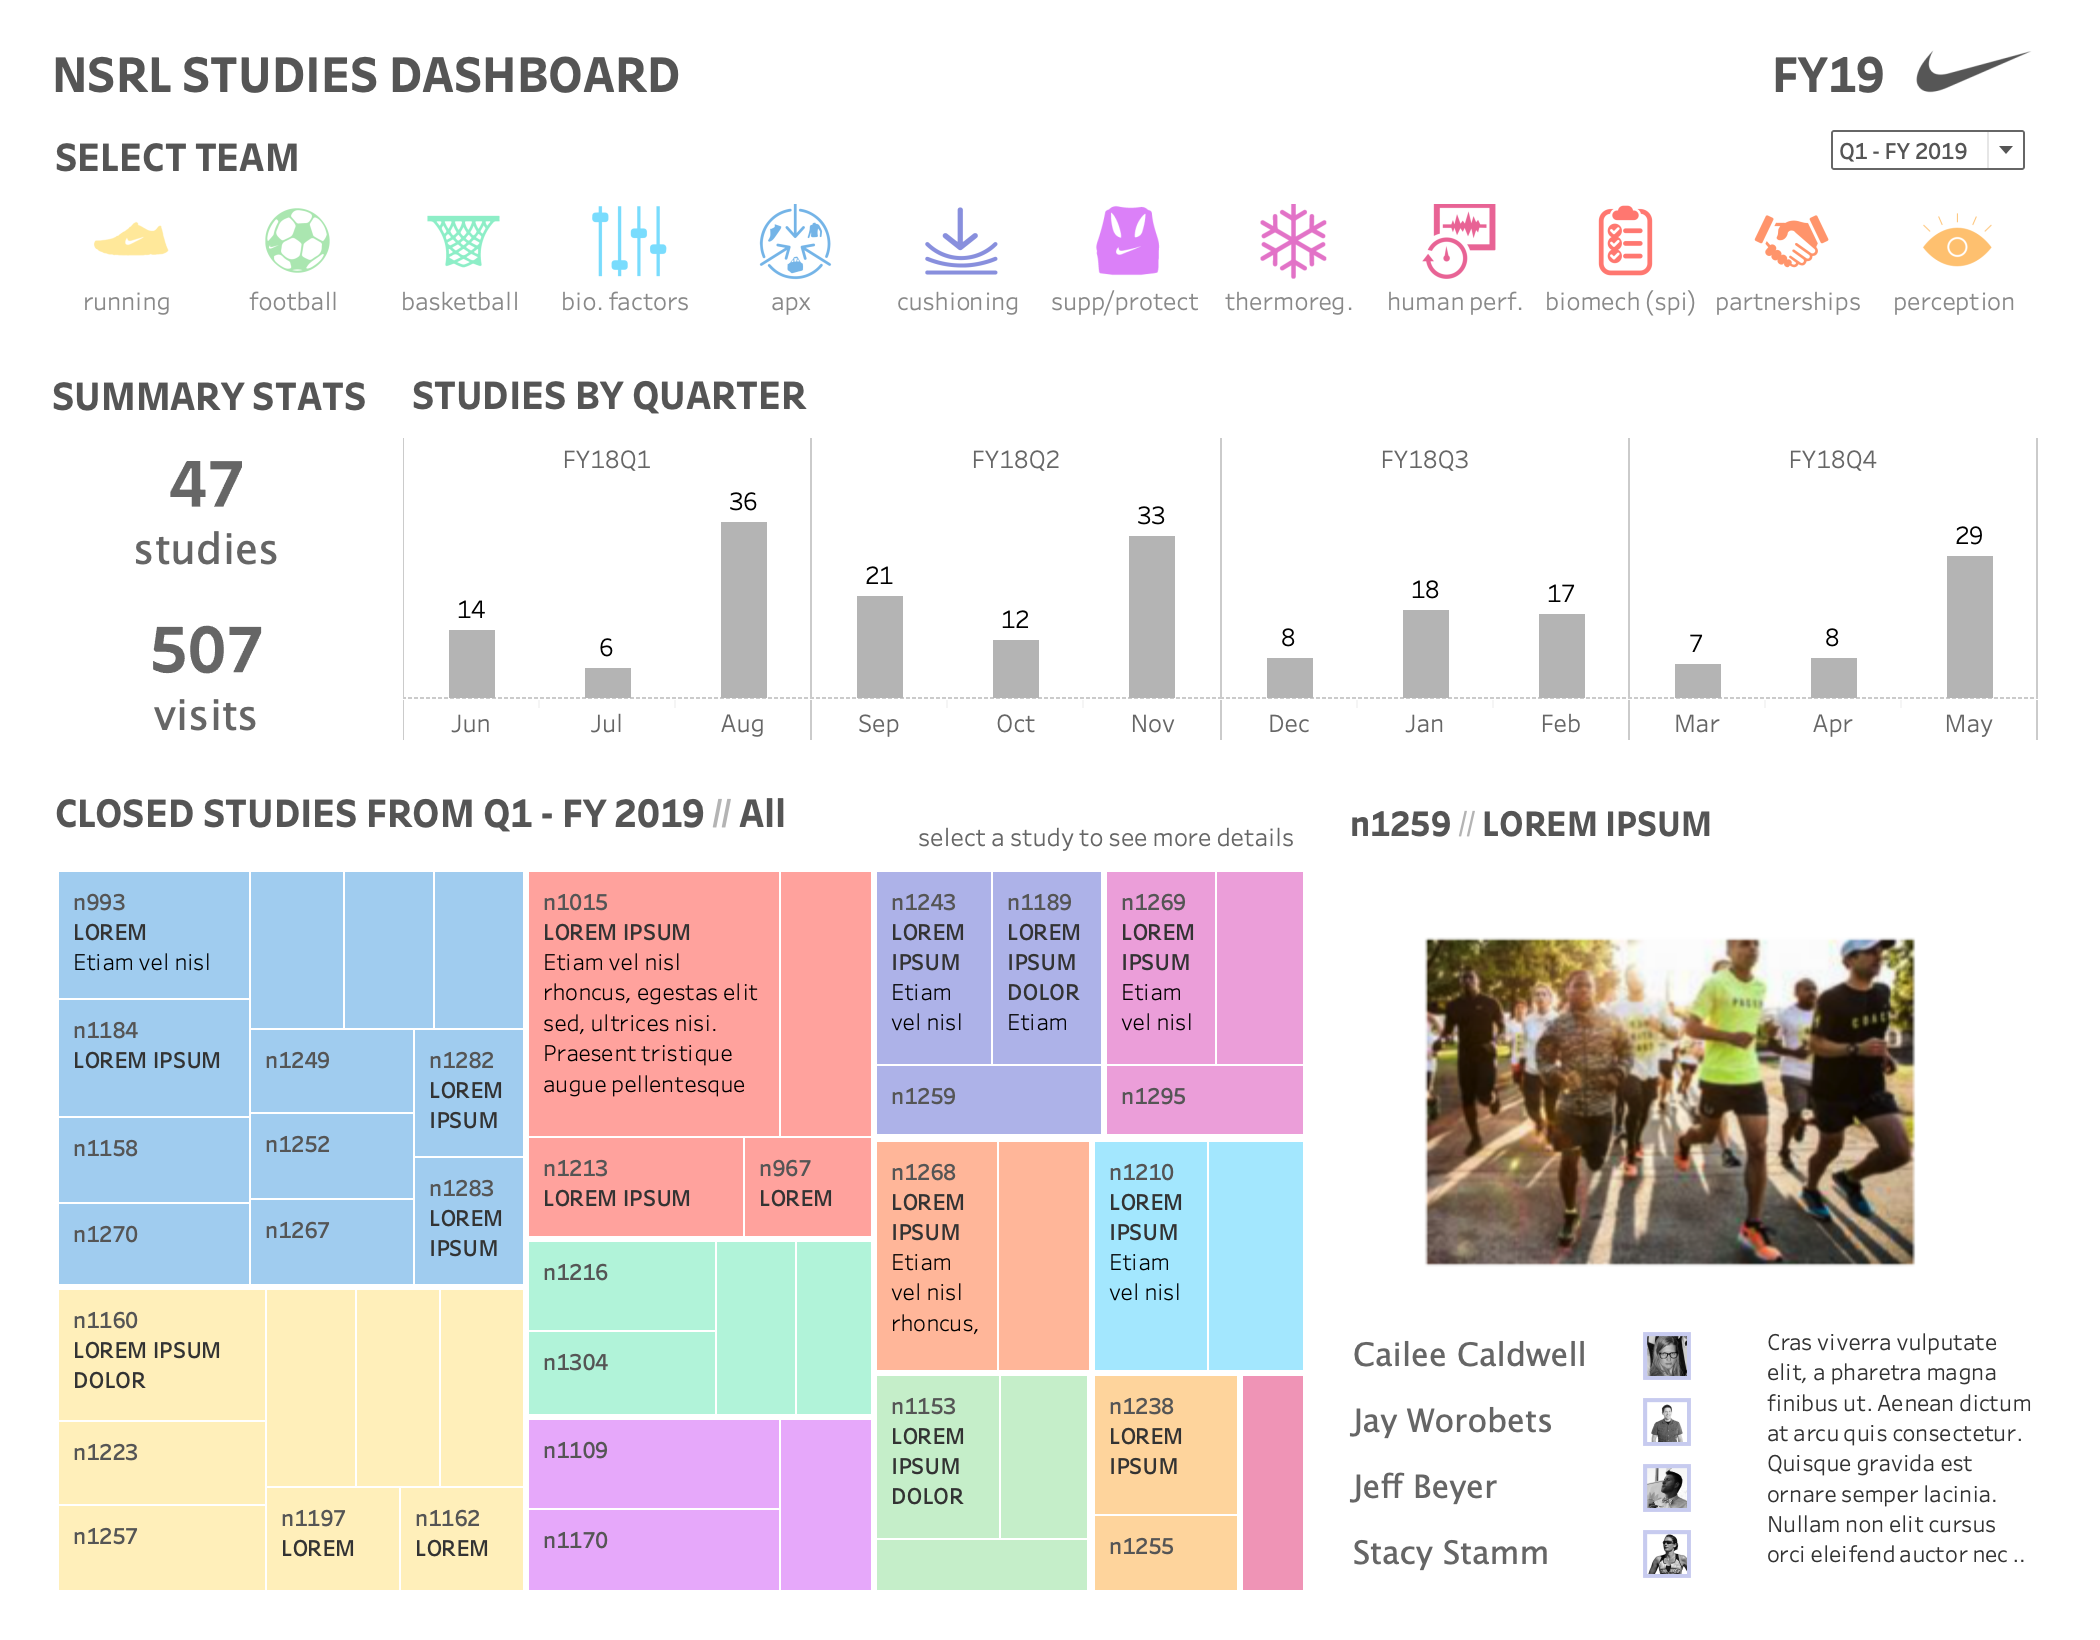 NSRL STUDIES DASHBOARD
FY19
SELECT TEAM
Q1 - FY 2019
running
football
basketball
bio. factors
apx
cushioning
supp/protect
thermoreg.
human perf.
biomech (spi)
partnerships
perception
SUMMARY STATS
47
studies
507
visits
STUDIES BY QUARTER
FY18Q1
FY18Q2
FY18Q3
FY18Q4
14
6
36
21
12
33
8
18
17
7
8
29
Jun
Jul
Aug
Sep
Oct
Nov
Dec
Jan
Feb
Mar
Apr
May
CLOSED STUDIES FROM Q1 - FY 2019 // All
select a study to see more details
n993
LOREM
Etiam vel nisl
n1184
LOREM IPSUM
n1158
n1270
n1249
n1252
n1267
n1282
LOREM
IPSUM
n1283
LOREM
IPSUM
n1160
LOREM IPSUM
DOLOR
n1223
n1257
n1197
LOREM
n1162
LOREM
n1015
LOREM IPSUM
Etiam vel nisl
rhoncus, egestas elit
sed, ultrices nisi.
Praesent tristique
augue pellentesque
n1213
LOREM IPSUM
n967
LOREM
n1216
n1304
n1109
n1170
n1243
LOREM
IPSUM
Etiam
vel nisl
n1189
LOREM
IPSUM
DOLOR
Etiam
n1259
n1269
LOREM
IPSUM
Etiam
vel nisl
n1295
n1268
LOREM
IPSUM
Etiam
vel nisl
rhoncus,
n1210
LOREM
IPSUM
Etiam
vel nisl
n1153
LOREM
IPSUM
DOLOR
n1238
LOREM
IPSUM
n1255
n1259 // LOREM IPSUM
PACER
COAC
Cailee Caldwell
Jay Worobets
Jeff Beyer
Stacy Stamm
Cras viverra vulputate
elit, a pharetra magna
finibus ut. Aenean dictum
at arcu quis consectetur.
Quisque gravida est
ornare semper lacinia.
Nullam non elit cursus
orci eleifend auctor nec ..